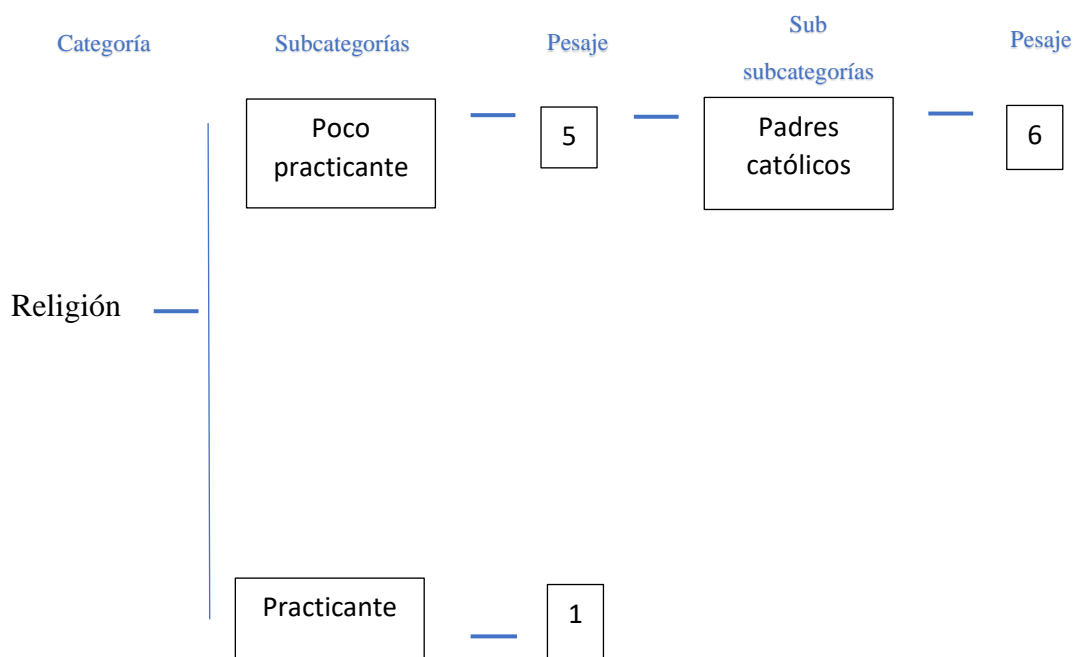 Categoría
Subcategorías
Pesaje
Sub
subcategorías
Pesaje
Poco
practicante
5
Padres
católicos
6
Religión
Practicante
1